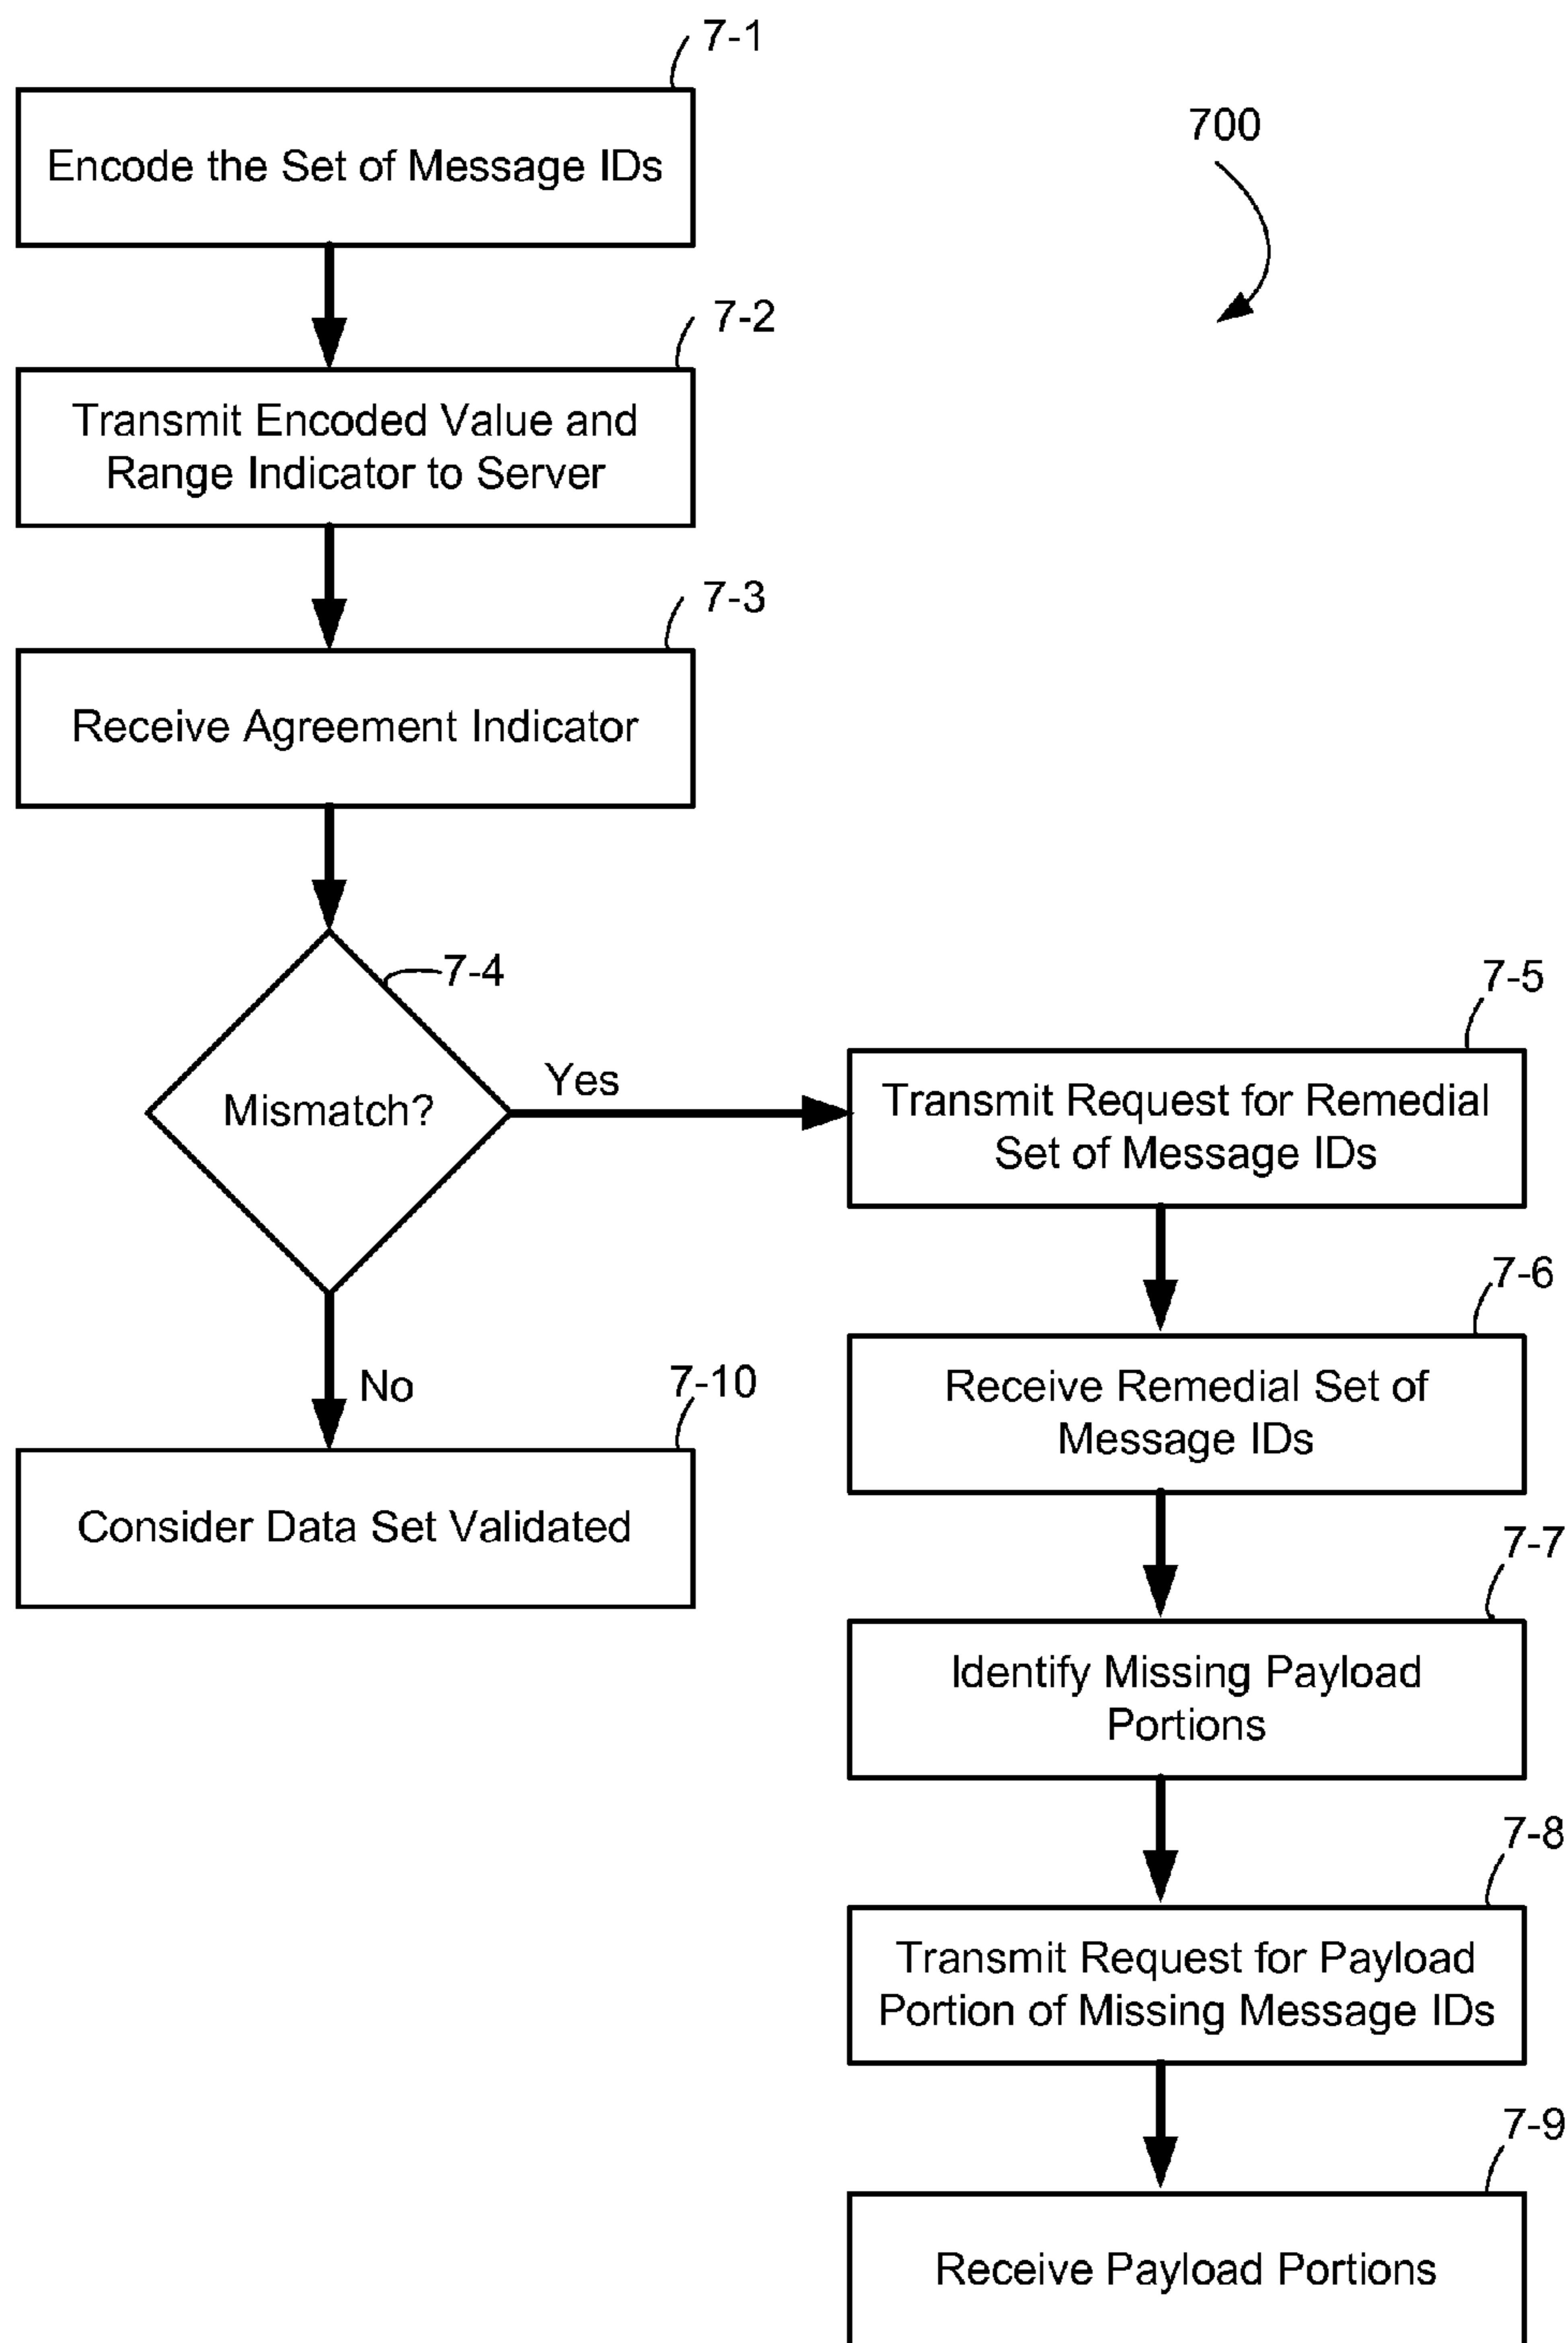 7-1
Encode the Set of Message IDs
700
7-2
Transmit Encoded Value and
Range Indicator to Server
7-3
Receive Agreement Indicator
7-4
Mismatch?
Yes
No
7-10
Consider Data Set Validated
7-5
Transmit Request for Remedial
Set of Message IDs
7-6
Receive Remedial Set of
Message IDs
7-7
Identify Missing Payload
Portions
7-8
Transmit Request for Payload
Portion of Missing Message IDs
7-9
Receive Payload Portions